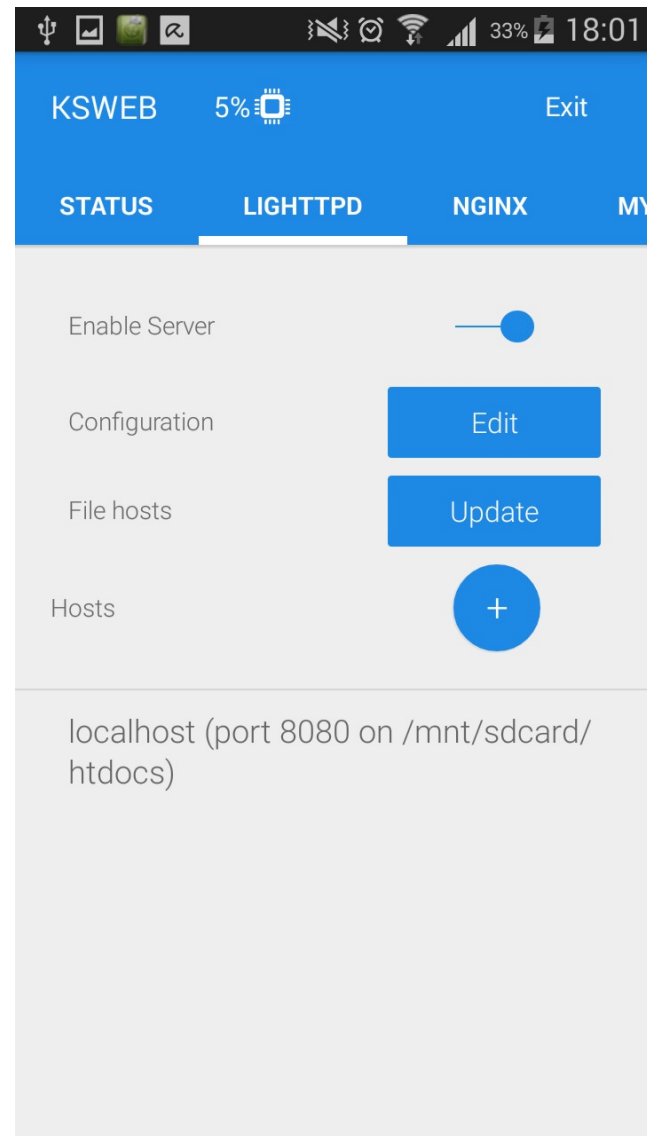 33% 18:01
KSWEB 5% Exit
STATUS LIGHTTPD NGINX MY
Enable Server
Configuration Edit
File hosts Update
Hosts +
localhost (port 8080 on /mnt/sdcard/
htdocs)